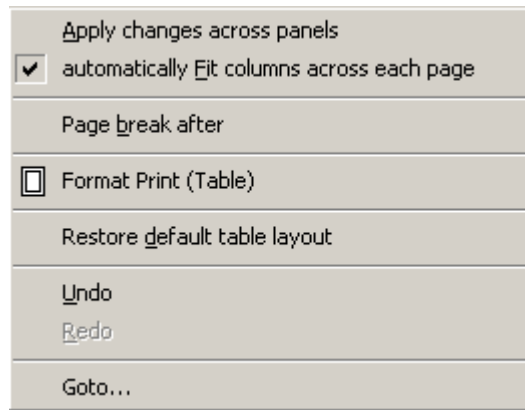 Apply changes across panels
automatically Fit columns across each page
Page break after
Format Print (Table)
Restore default table layout
Undo
Redo
Goto...